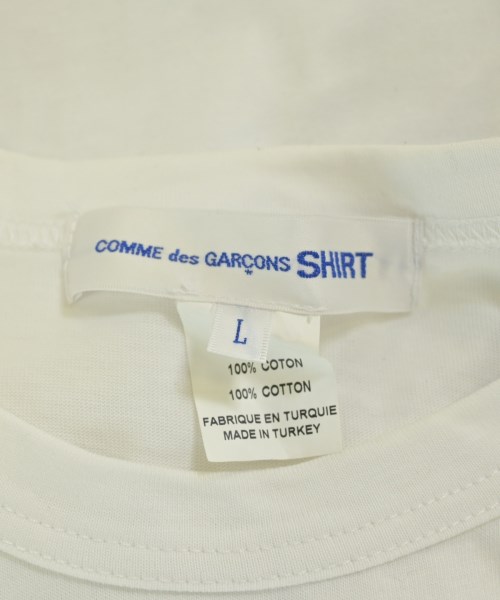 COMME des GARÇONS SHIRT
L
100% COTON
100% COTTON
FABRIQUE EN TURQUIE
MADE IN TURKEY